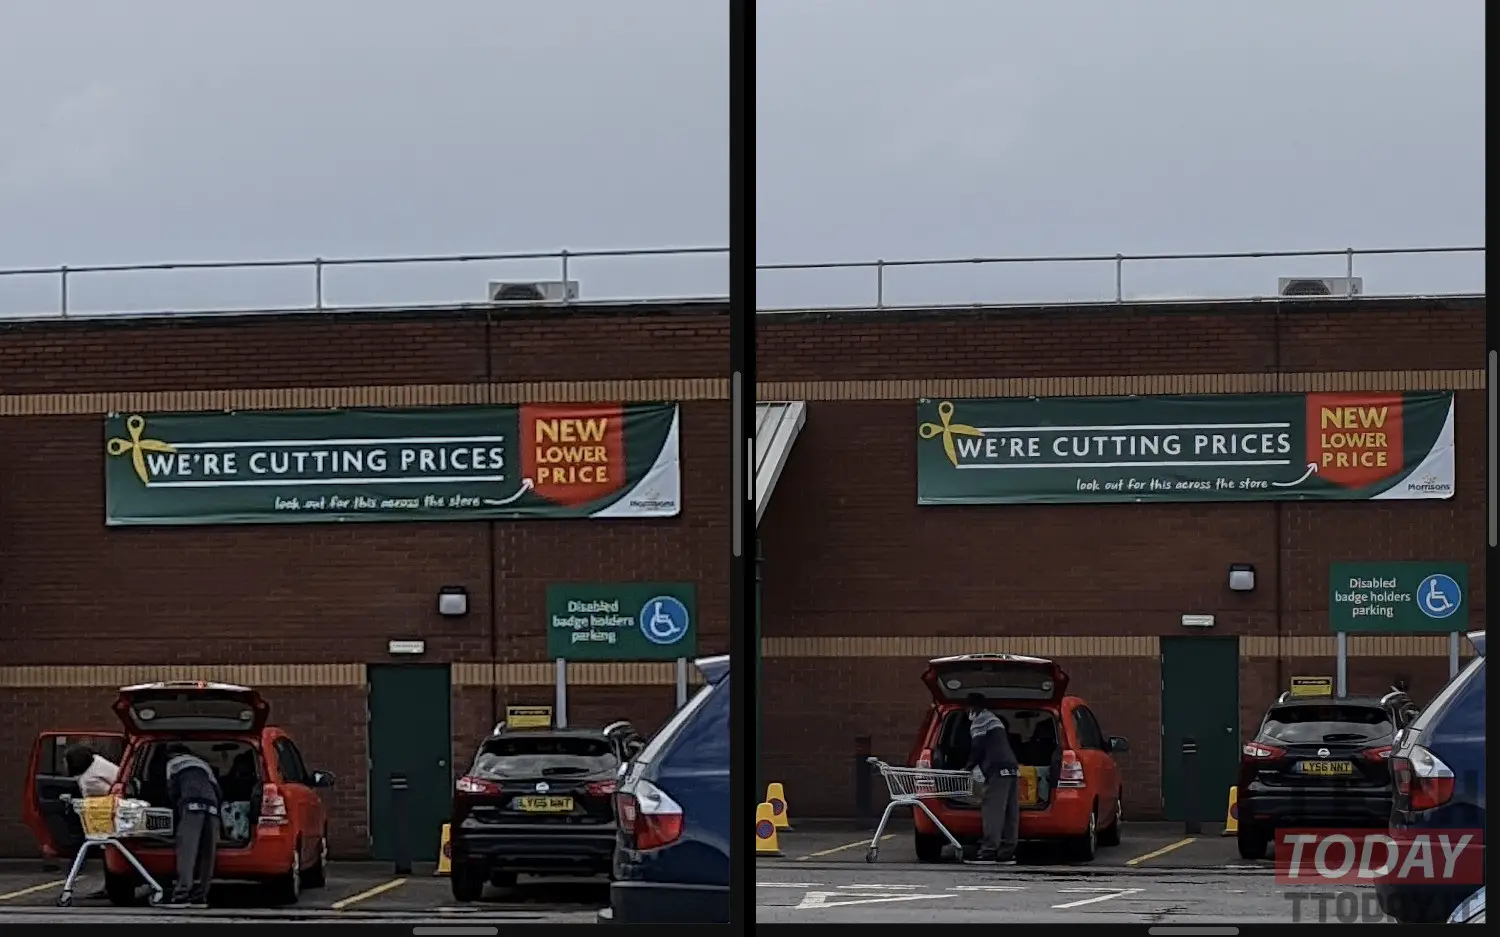 WE'RE CUTTING PRICES
look out for this across the store
NEW
LOWER
PRICE
Morrisons
Disabled
badge holders
parking
WE'RE CUTTING PRICES
look out for this across the store
NEW
LOWER
PRICE
Morrisons
Disabled
badge holders
parking
LY56 NNT
TODAY